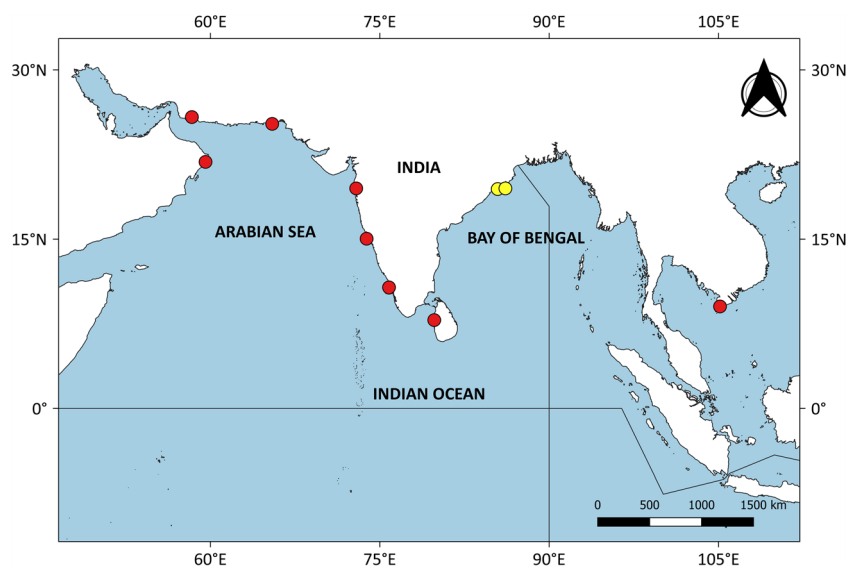 60°E 75°E 90°E 105°E
30°N 30°N
INDIA
ARABIAN SEA
BAY OF BENGAL
15°N 15°N
INDIAN OCEAN
0° 0°
0 500 1000 1500 km
60°E 75°E 90°E 105°E